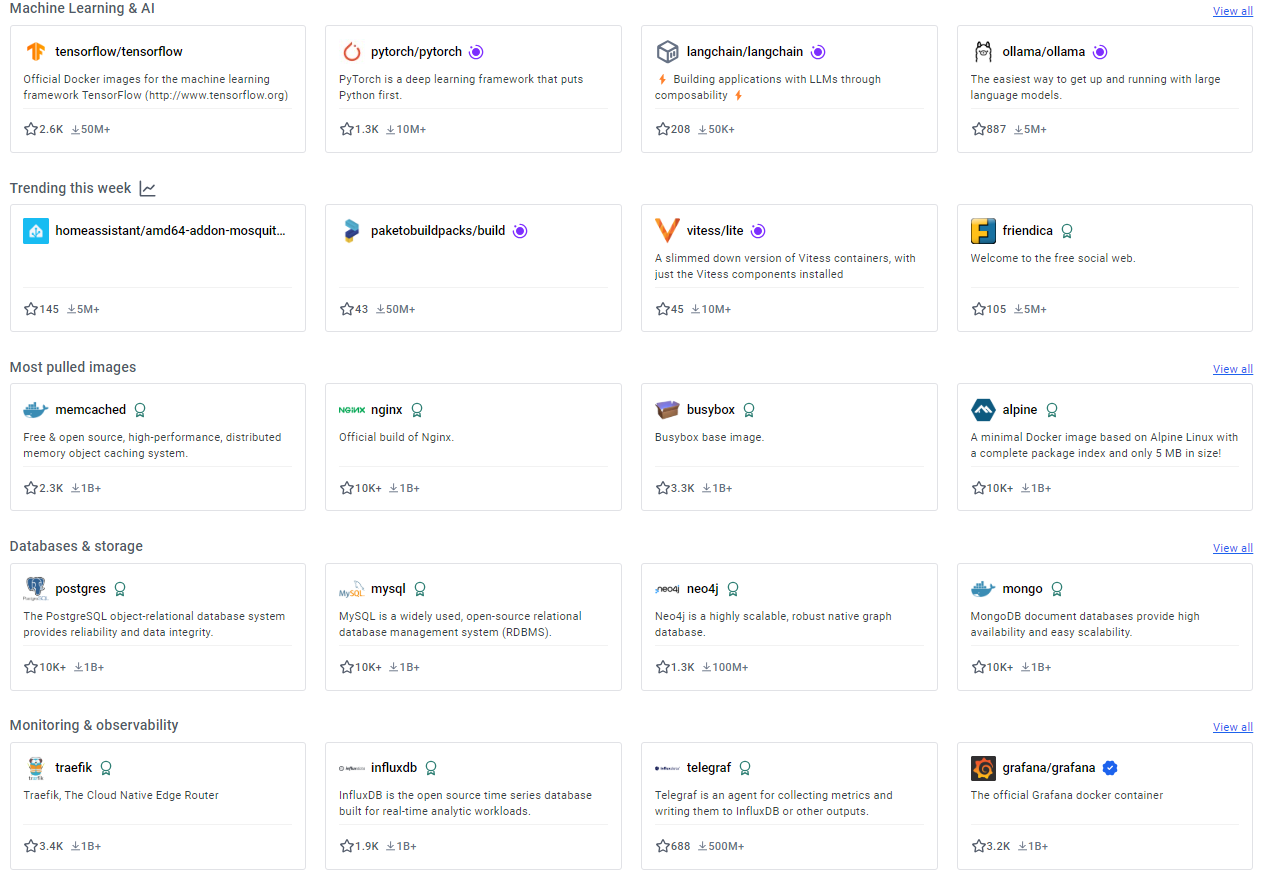 Machine Learning & AI
View all
tensorflow/tensorflow
Official Docker images for the machine learning
framework TensorFlow (http://www.tensorflow.org)
2.6K 50M+
pytorch/pytorch
PyTorch is a deep learning framework that puts
Python first.
1.3K 10M+
langchain/langchain
⚡ Building applications with LLMs through
composability ⚡
208 50K+
ollama/ollama
The easiest way to get up and running with large
language models.
887 5M+
Trending this week
homeassistant/amd64-addon-mosquit...
145 5M+
paketobuildpacks/build
43 50M+
vitess/lite
A slimmed down version of Vitess containers, with
just the Vitess components installed
45 10M+
friendica
Welcome to the free social web.
105 5M+
Most pulled images
View all
memcached
Free & open source, high-performance, distributed
memory object caching system.
2.3K 1B+
NGINX nginx
Official build of Nginx.
10K+ 1B+
busybox
Busybox base image.
3.3K 1B+
alpine
A minimal Docker image based on Alpine Linux with
a complete package index and only 5 MB in size!
10K+ 1B+
Databases & storage
View all
PostgreSQL postgres
The PostgreSQL object-relational database system
provides reliability and data integrity.
10K+ 1B+
MySQL mysql
MySQL is a widely used, open-source relational
database management system (RDBMS).
10K+ 1B+
neo4j neo4j
Neo4j is a highly scalable, robust native graph
database.
1.3K 100M+
mongo
MongoDB document databases provide high
availability and easy scalability.
10K+ 1B+
Monitoring & observability
View all
traefik traefik
Traefik, The Cloud Native Edge Router
3.4K 1B+
influxdb
InfluxDB is the open source time series database
built for real-time analytic workloads.
1.9K 1B+
telegraf
Telegraf is an agent for collecting metrics and
writing them to InfluxDB or other outputs.
688 500M+
grafana/grafana
The official Grafana docker container
3.2K 1B+